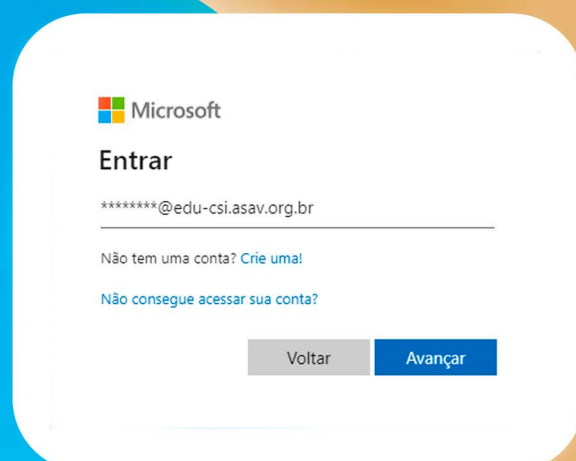 Microsoft
Entrar
********@edu-csi.asav.org.br
Não tem uma conta? Crie uma!
Não consegue acessar sua conta?
Voltar Avançar